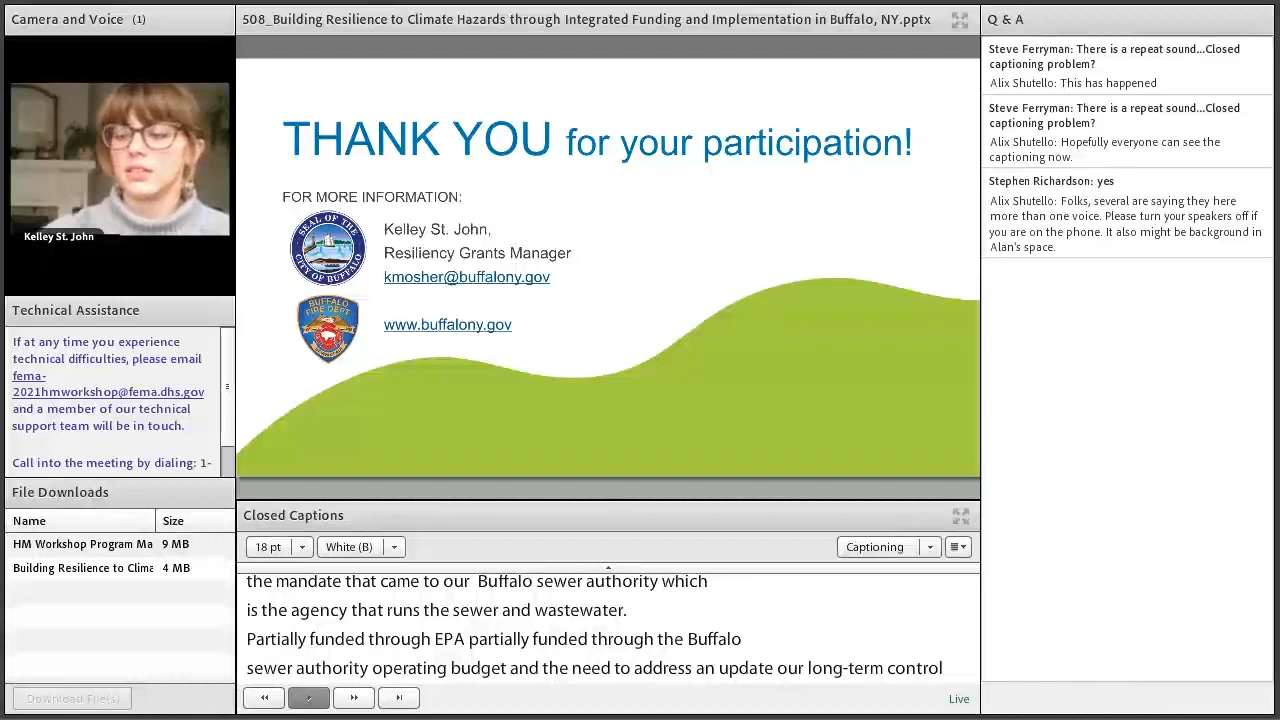 Camera and Voice (1)
Kelley St. John
Technical Assistance
If at any time you experience
technical difficulties, please email
fema-
2021hmworkshop@fema.dhs.gov
and a member of our technical
support team will be in touch.
Call into the meeting by dialing: 1-
File Downloads
Name Size
HM Workshop Program Ma 9 MB
Building Resilience to Clima 4 MB
Download File(s)
508_Building Resilience to Climate Hazards through Integrated Funding and Implementation in Buffalo, NY.pptx
THANK YOU for your participation!
FOR MORE INFORMATION:
SEAL OF THE
CITY OF BUFFALO
Kelley St. John,
Resiliency Grants Manager
kmosher@buffalony.gov
BUFFALO
FIRE DEPT
www.buffalony.gov
Closed Captions
18 pt White (B) Captioning
the mandate that came to our Buffalo sewer authority which
is the agency that runs the sewer and wastewater.
Partially funded through EPA partially funded through the Buffalo
sewer authority operating budget and the need to address an update our long-term control
Live
Q & A
Steve Ferryman: There is a repeat sound...Closed
captioning problem?
Alix Shutello: This has happened
Steve Ferryman: There is a repeat sound...Closed
captioning problem?
Alix Shutello: Hopefully everyone can see the
captioning now.
Stephen Richardson: yes
Alix Shutello: Folks, several are saying they here
more than one voice. Please turn your speakers off if
you are on the phone. It also might be background in
Alan's space.